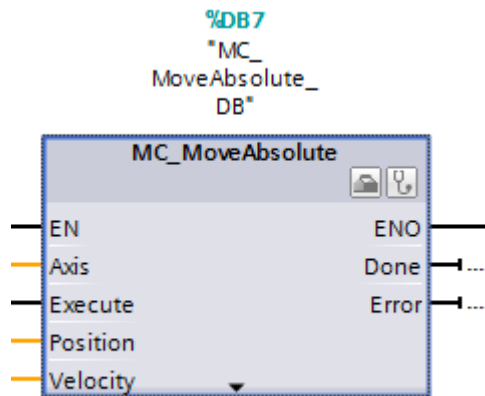 %DB7
"MC_
MoveAbsolute_
DB"
MC_MoveAbsolute
EN ENO
Axis Done ...
Execute Error ...
Position
Velocity